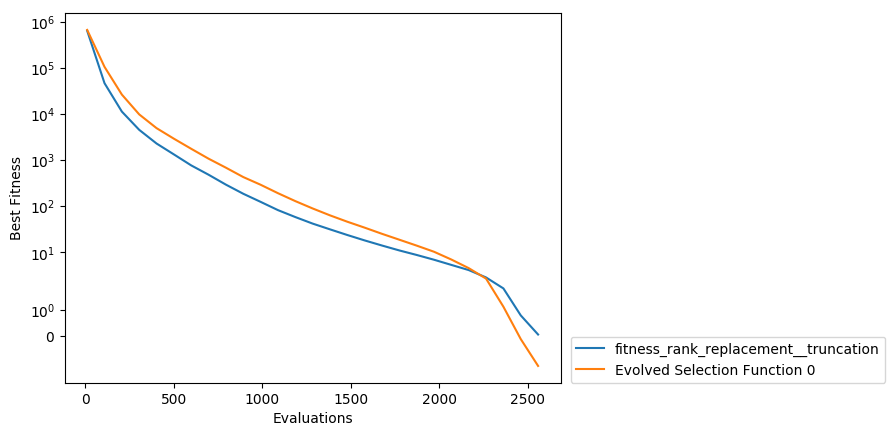 10⁶
10⁵
10⁴
10³
10²
10¹
10⁰
0
Best Fitness
0 500 1000 1500 2000 2500
Evaluations
fitness_rank_replacement__truncation
Evolved Selection Function 0